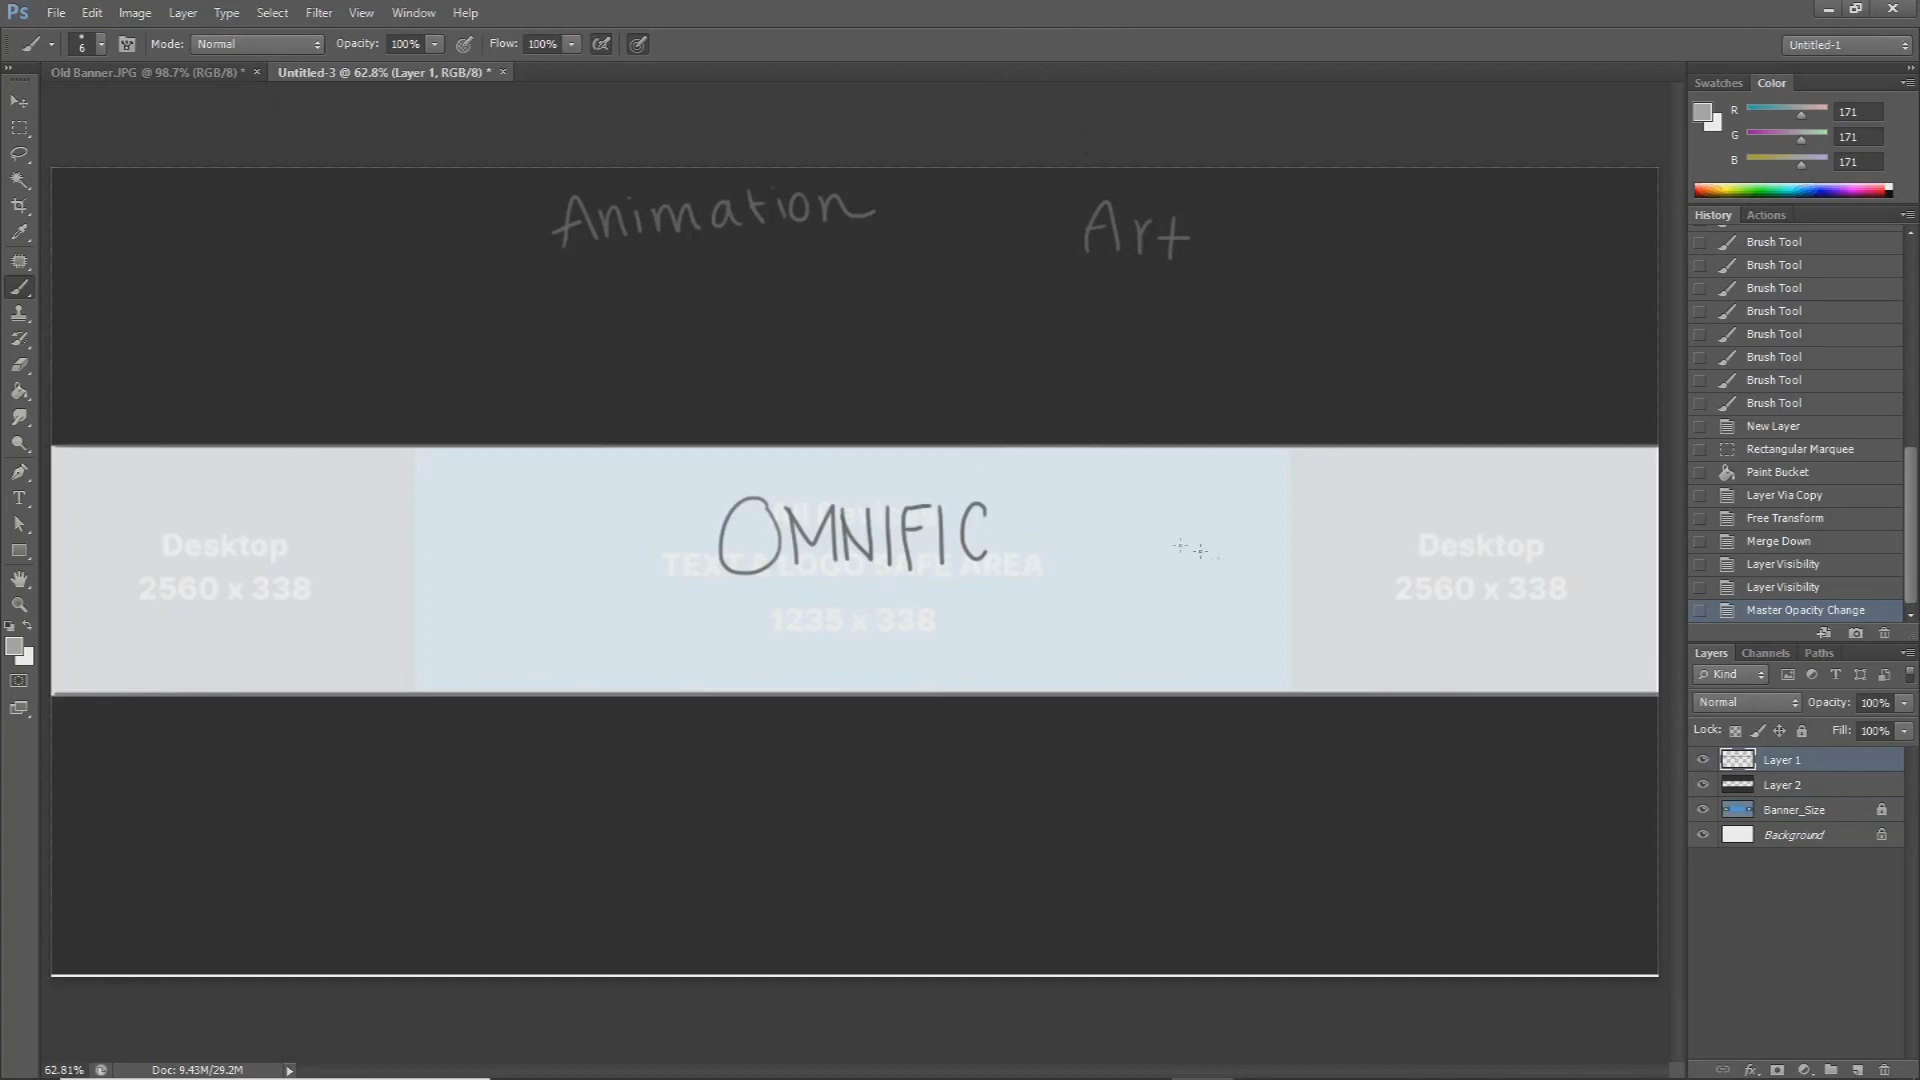 Ps File Edit Image Layer Type Select Filter View Window Help
6 Mode: Normal Opacity: 100% Flow: 100% Untitled-1
Old Banner.JPG @ 98.7% (RGB/8) * × Untitled-3 @ 62.8% (Layer 1, RGB/8) * ×
Swatches Color
R 171
G 171
B 171
Animation
Art
OMNIFIC
TEXT & LOGO SAFE AREA
1235 x 338
Desktop
2560 x 338
Desktop
2560 x 338
History Actions
Brush Tool
Brush Tool
Brush Tool
Brush Tool
Brush Tool
Brush Tool
Brush Tool
Brush Tool
New Layer
Rectangular Marquee
Paint Bucket
Layer Via Copy
Free Transform
Merge Down
Layer Visibility
Layer Visibility
Master Opacity Change
Layers Channels Paths
Kind
Normal Opacity: 100%
Lock: Fill: 100%
Layer 1
Layer 2
Banner_Size
Background
62.81% Doc: 9.43M/29.2M